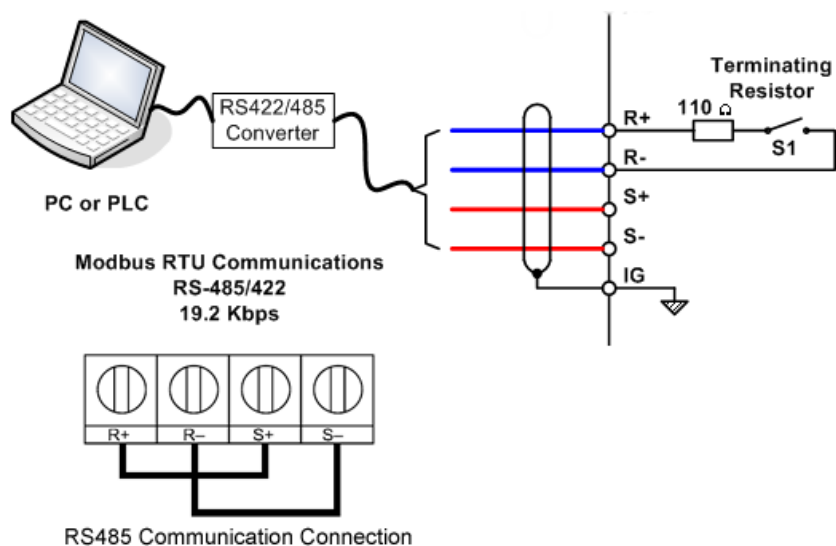 RS422/485
Converter
PC or PLC
Modbus RTU Communications
RS-485/422
19.2 Kbps
Terminating
Resistor
110 Ω
S1
R+
R-
S+
S-
IG
R+ R– S+ S–
RS485 Communication Connection